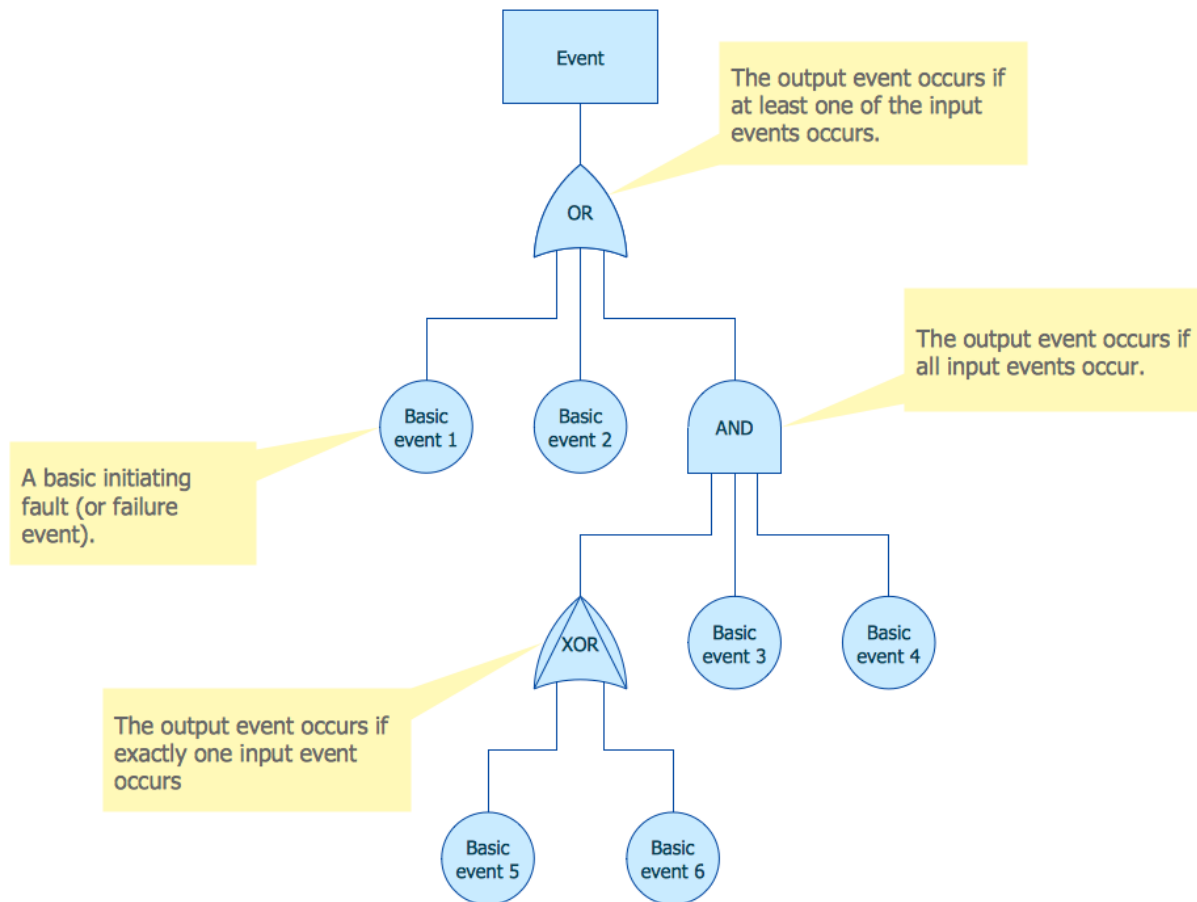 Event
The output event occurs if
at least one of the input
events occurs.
OR
The output event occurs if
all input events occur.
Basic
event 1
Basic
event 2
AND
A basic initiating
fault (or failure
event).
XOR
Basic
event 3
Basic
event 4
The output event occurs if
exactly one input event
occurs
Basic
event 5
Basic
event 6